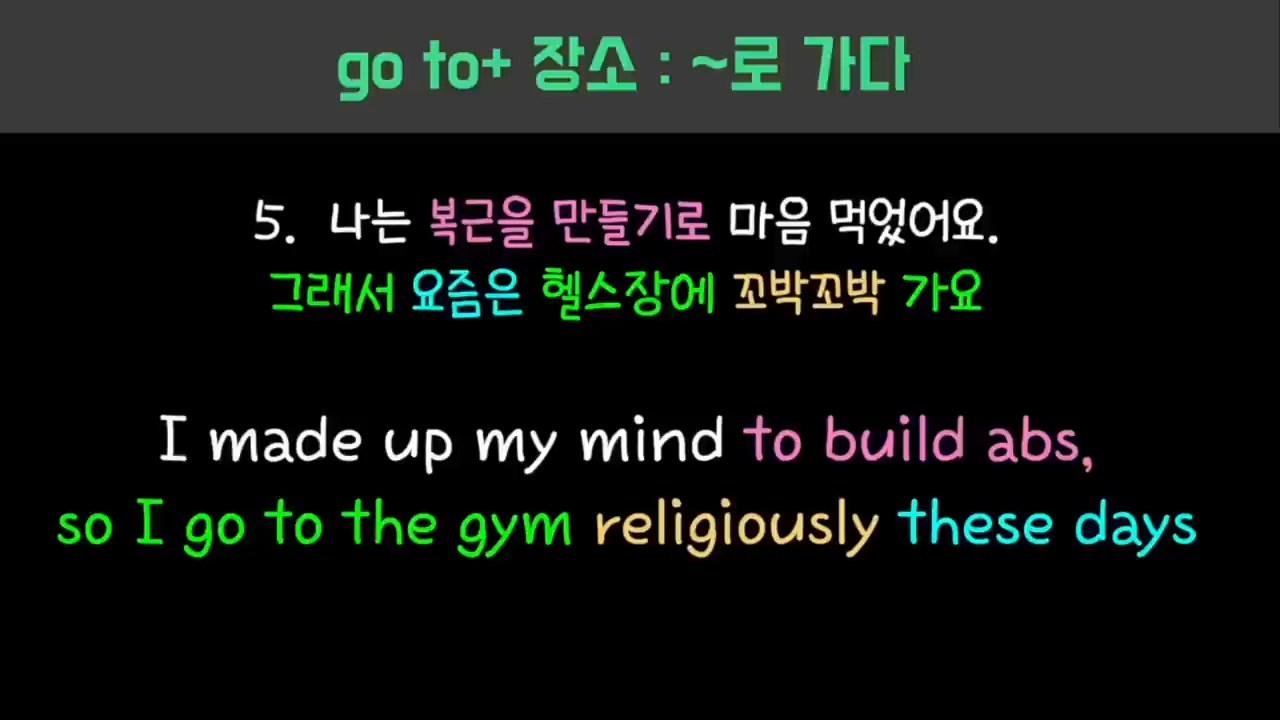 go to+ 장소 : ~로 가다
5. 나는 복근을 만들기로 마음 먹었어요.
그래서 요즘은 헬스장에 꼬박꼬박 가요
I made up my mind to build abs,
so I go to the gym religiously these days